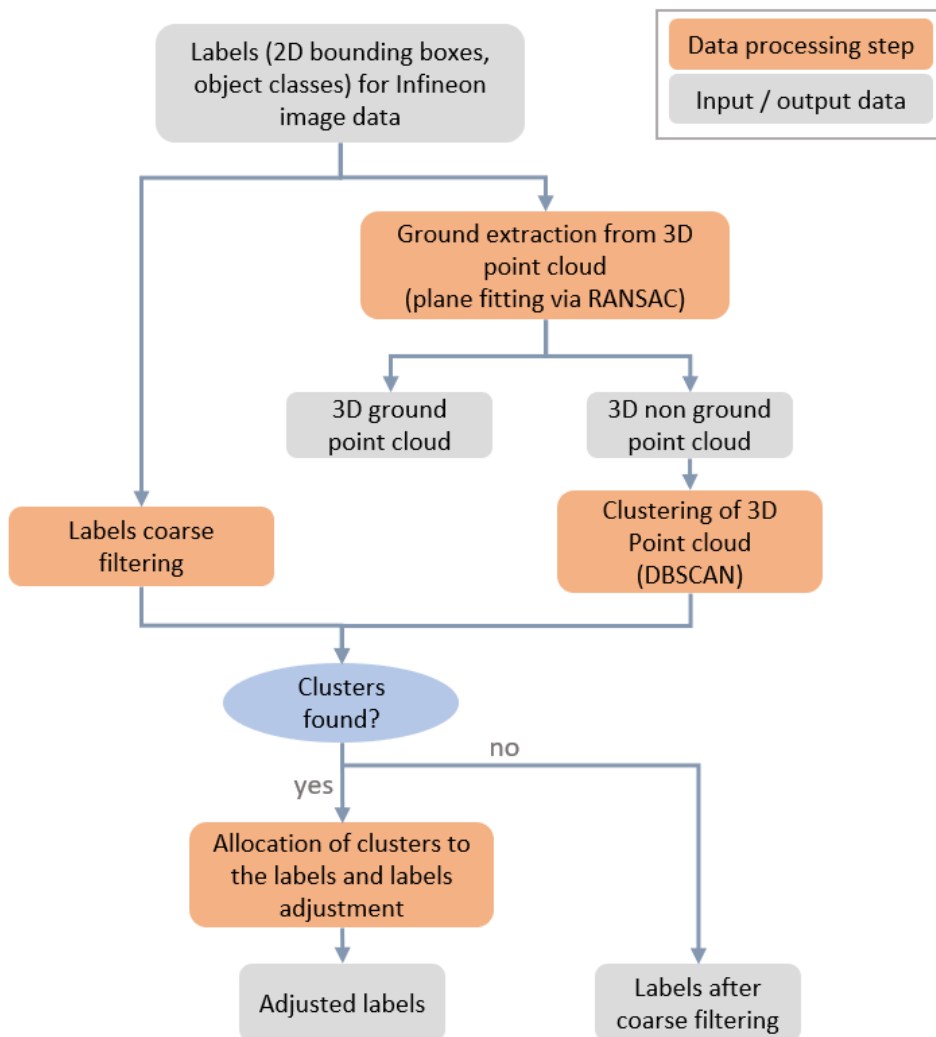 Labels (2D bounding boxes,
object classes) for Infineon
image data
Data processing step
Input / output data
Ground extraction from 3D
point cloud
(plane fitting via RANSAC)
3D ground
point cloud
3D non ground
point cloud
Labels coarse
filtering
Clustering of 3D
Point cloud
(DBSCAN)
Clusters
found?
no
yes
Allocation of clusters to
the labels and labels
adjustment
Adjusted labels
Labels after
coarse filtering